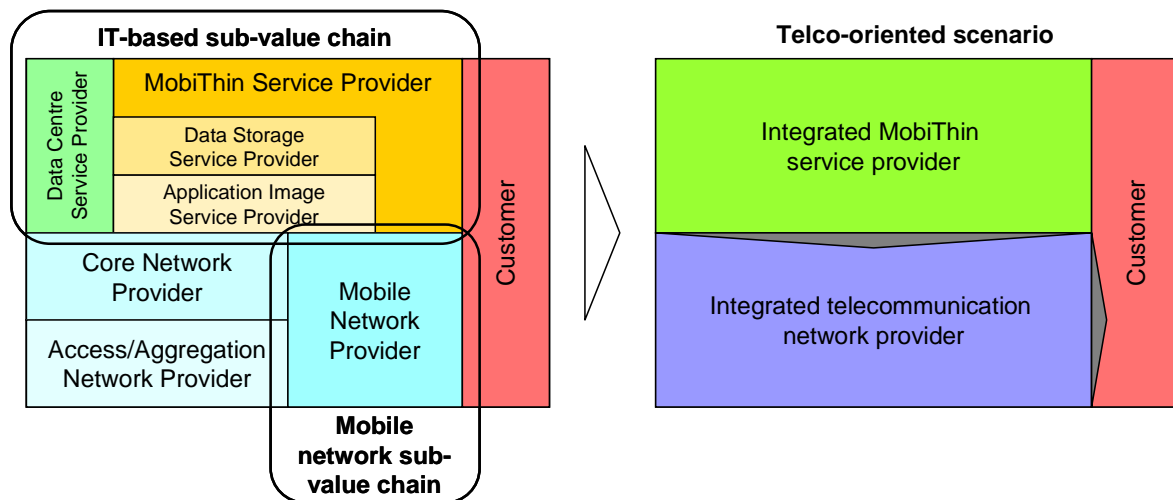 IT-based sub-value chain
Data Centre
Service Provider
MobiThin Service Provider
Data Storage
Service Provider
Application Image
Service Provider
Customer
Core Network
Provider
Access/Aggregation
Network Provider
Mobile
Network
Provider
Mobile
network sub-
value chain
Telco-oriented scenario
Integrated MobiThin
service provider
Integrated telecommunication
network provider
Customer